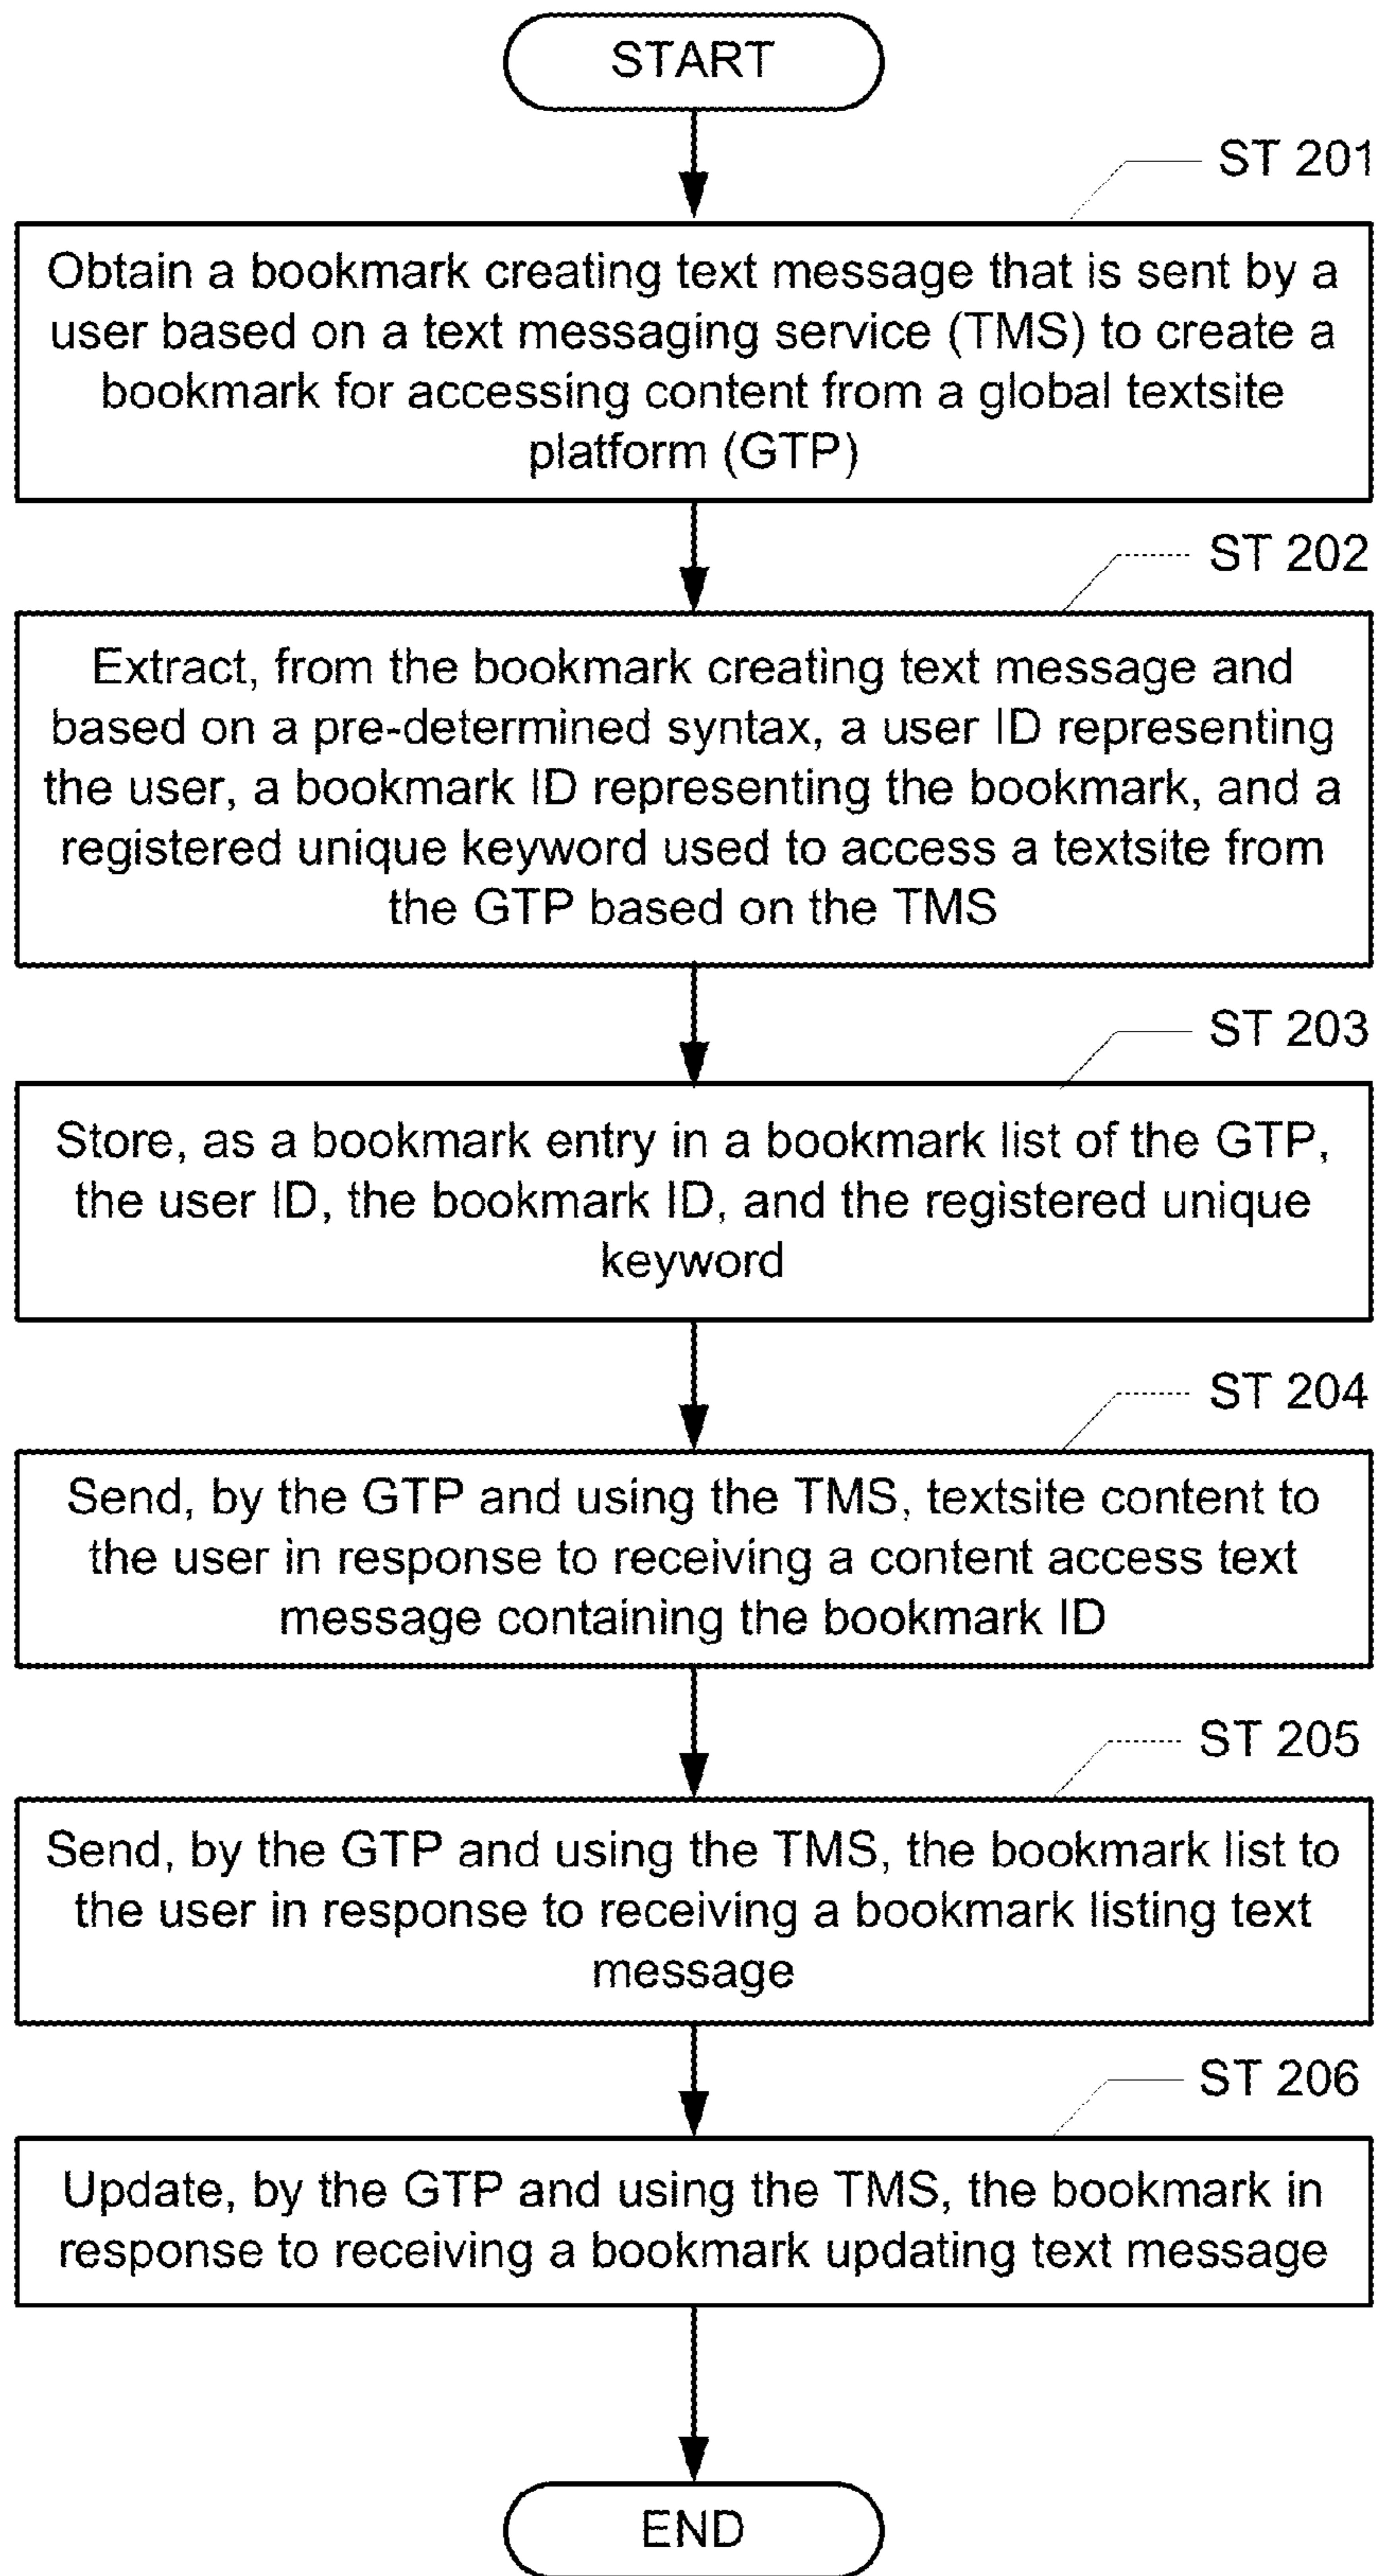 START
ST 201
Obtain a bookmark creating text message that is sent by a
user based on a text messaging service (TMS) to create a
bookmark for accessing content from a global textsite
platform (GTP)
ST 202
Extract, from the bookmark creating text message and
based on a pre-determined syntax, a user ID representing
the user, a bookmark ID representing the bookmark, and a
registered unique keyword used to access a textsite from
the GTP based on the TMS
ST 203
Store, as a bookmark entry in a bookmark list of the GTP,
the user ID, the bookmark ID, and the registered unique
keyword
ST 204
Send, by the GTP and using the TMS, textsite content to
the user in response to receiving a content access text
message containing the bookmark ID
ST 205
Send, by the GTP and using the TMS, the bookmark list to
the user in response to receiving a bookmark listing text
message
ST 206
Update, by the GTP and using the TMS, the bookmark in
response to receiving a bookmark updating text message
END